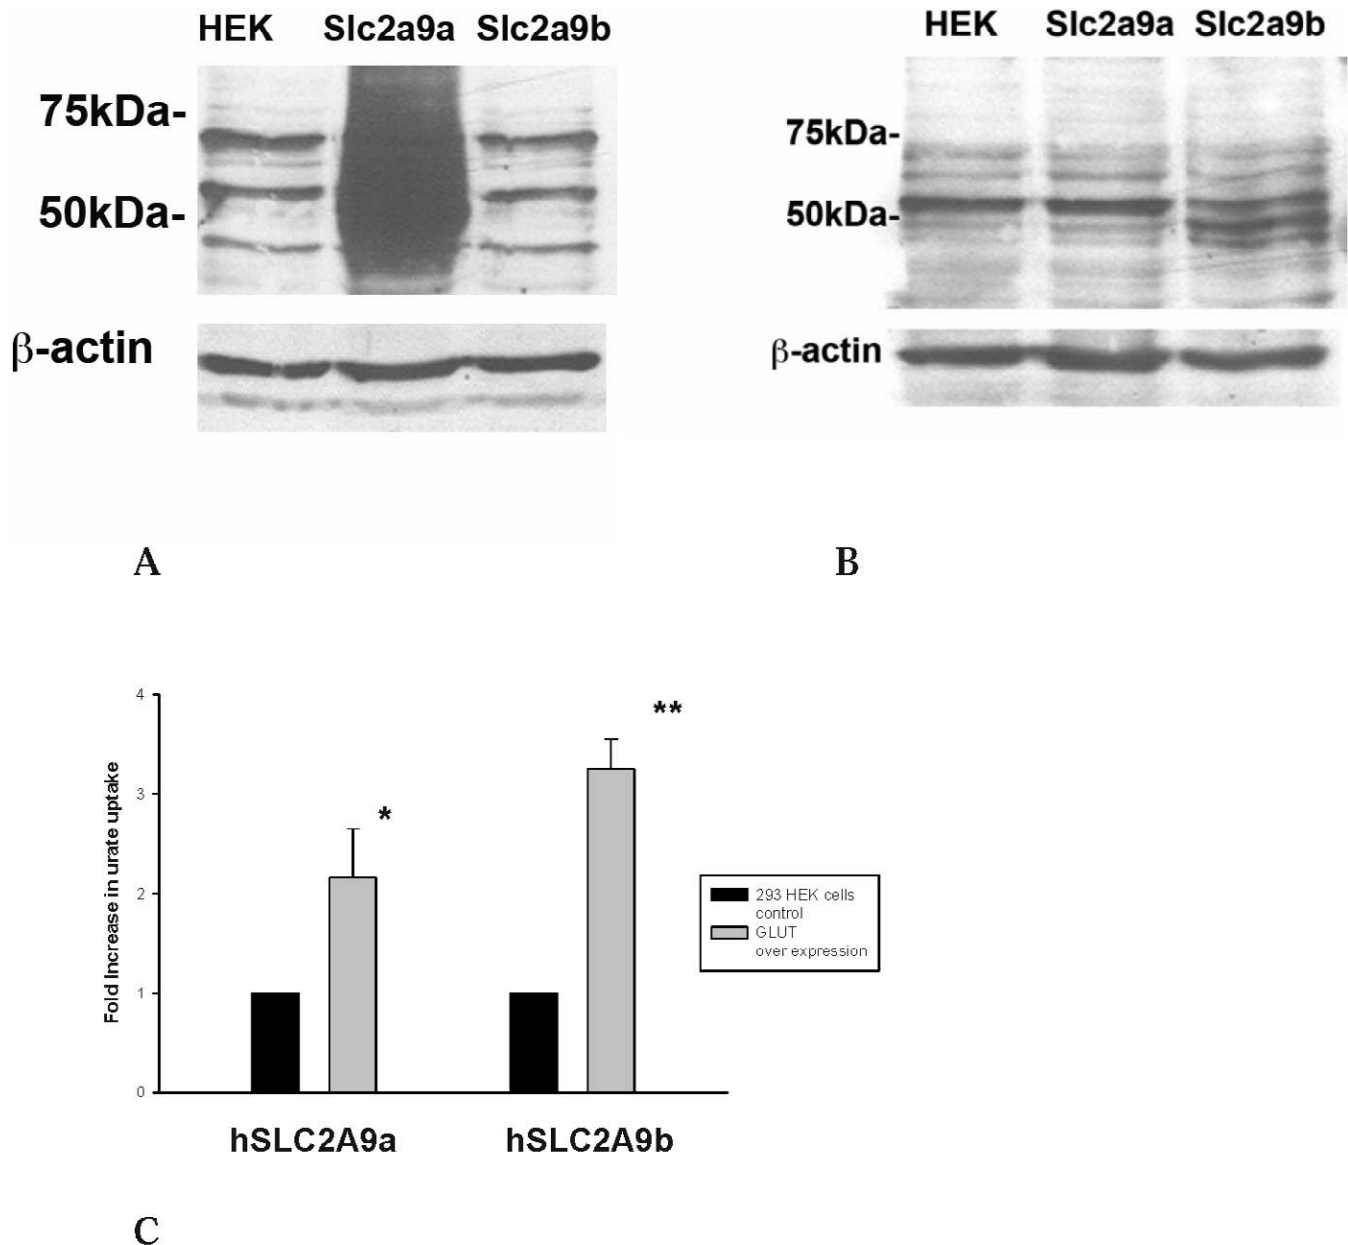 HEK Slc2a9a Slc2a9b
75kDa-
50kDa-
β-actin
A
HEK Slc2a9a Slc2a9b
75kDa-
50kDa-
β-actin
B
4
3
2
1
0
Fold Increase in urate uptake
*
**
293 HEK cells
control
GLUT
over expression
hSLC2A9a hSLC2A9b
C